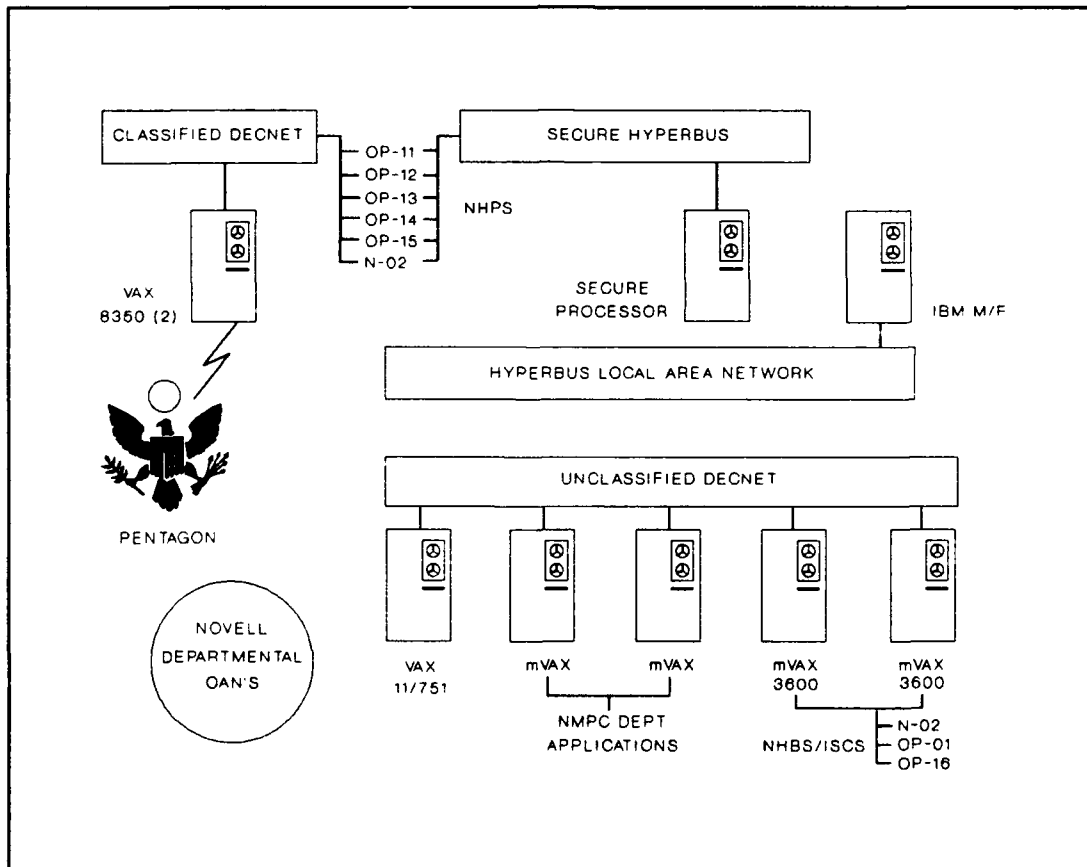 CLASSIFIED DECNET
SECURE HYPERBUS
OP-11
OP-12
OP-13
OP-14
OP-15
N-02
NHPS
VAX
8350 (2)
SECURE
PROCESSOR
IBM M/F
HYPERBUS LOCAL AREA NETWORK
UNCLASSIFIED DECNET
PENTAGON
NOVELL
DEPARTMENTAL
OAN'S
VAX
11/751
mVAX
mVAX
mVAX
3600
mVAX
3600
NMPC DEPT
APPLICATIONS
NHBS/ISCS
N-02
OP-01
OP-16